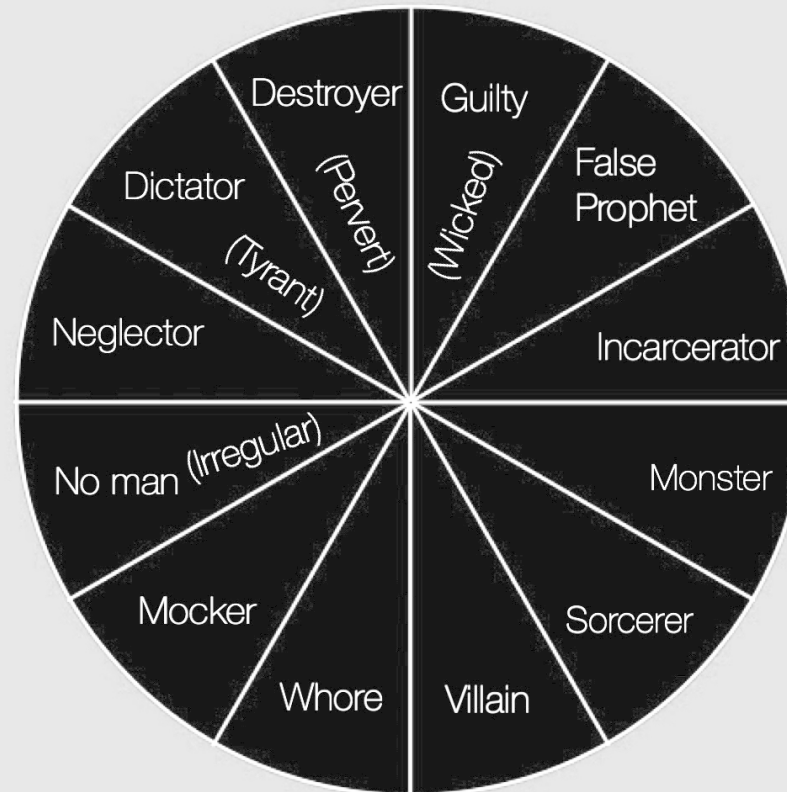 Destroyer
(Pervert)
Guilty
(Wicked)
False
Prophet
Incarcerator
Monster
Sorcerer
Villain
Whore
Mocker
No man
(Irregular)
Neglector
Dictator
(Tyrant)